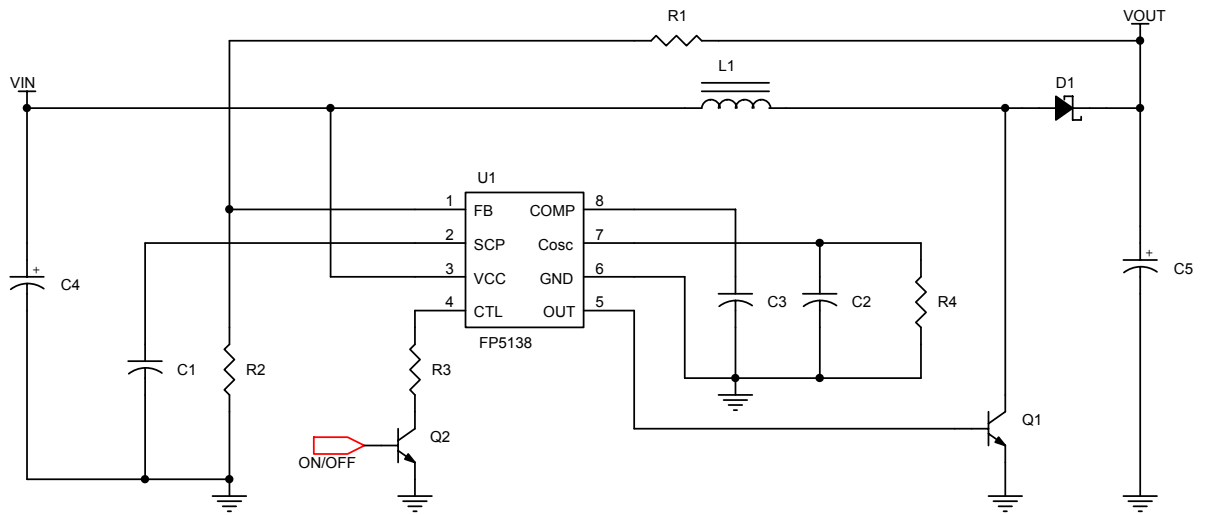 R1
VOUT
L1
VIN
D1
U1
1 FB COMP 8
2 SCP Cosc 7
3 VCC GND 6
4 CTL OUT 5
FP5138
+
C4
+
C5
C3
C2
R4
C1
R2
R3
Q1
Q2
ON/OFF